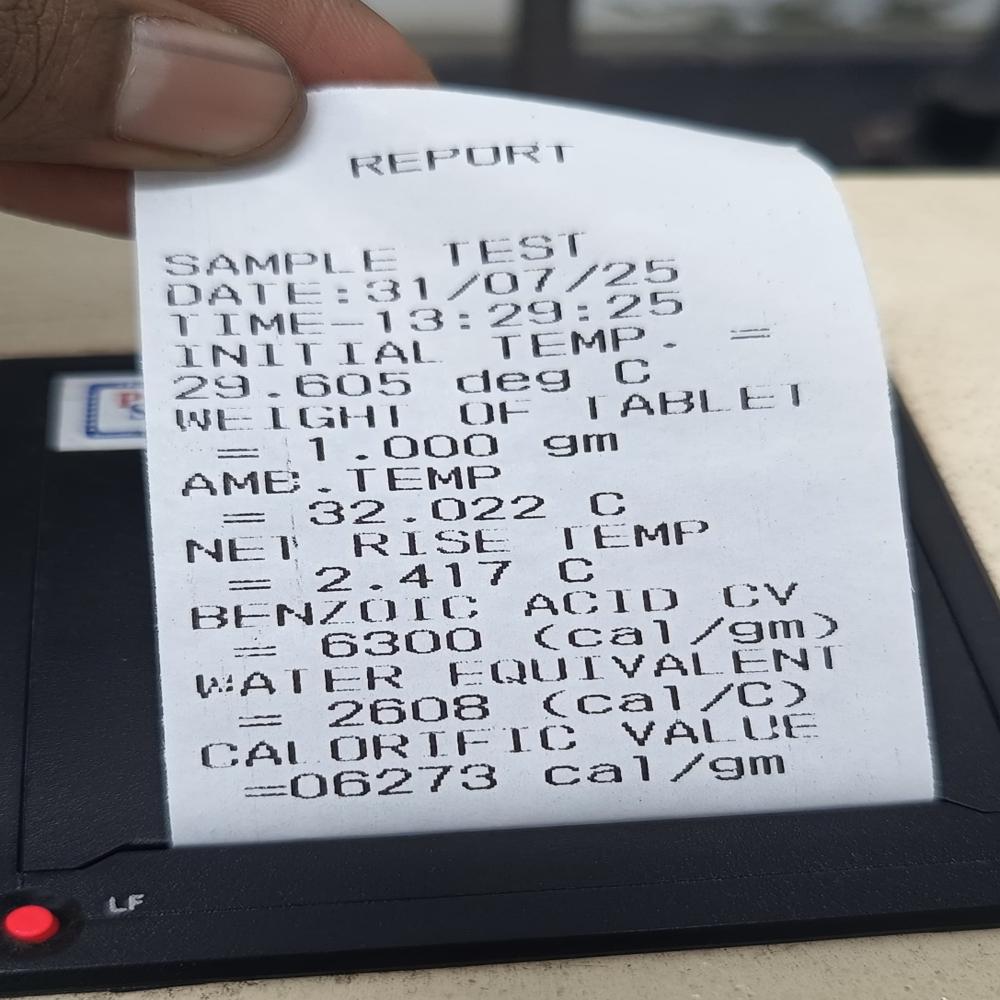 REPORT
SAMPLE TEST
DATE:31/07/25
TIME-13:29:25
INITIAL TEMP. =
29.605 deg C
WEIGHT OF TABLET
= 1.000 gm
AMB.TEMP
= 32.022 C
NET RISE TEMP
= 2.417 C
BENZOIC ACID CV
= 6300 (cal/gm)
WATER EQUIVALENT
= 2608 (cal/C)
CALORIFIC VALUE
=06273 cal/gm
LF